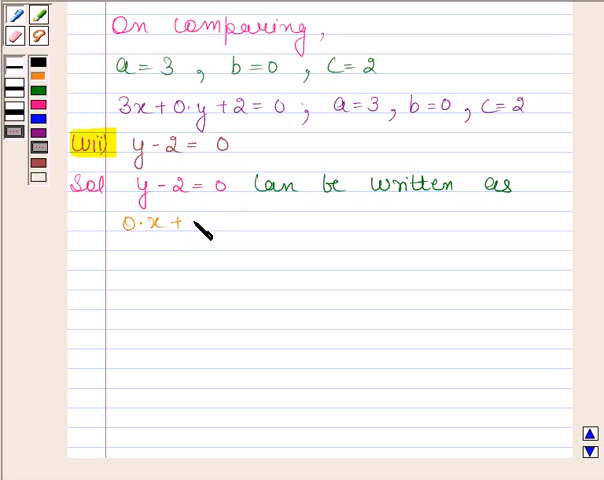 On comparing,
a = 3 , b = 0 , c = 2
3x + 0·y + 2 = 0 ; a = 3 , b = 0 , c = 2
(vii) y - 2 = 0
Sol y - 2 = 0 can be written as
0·x +